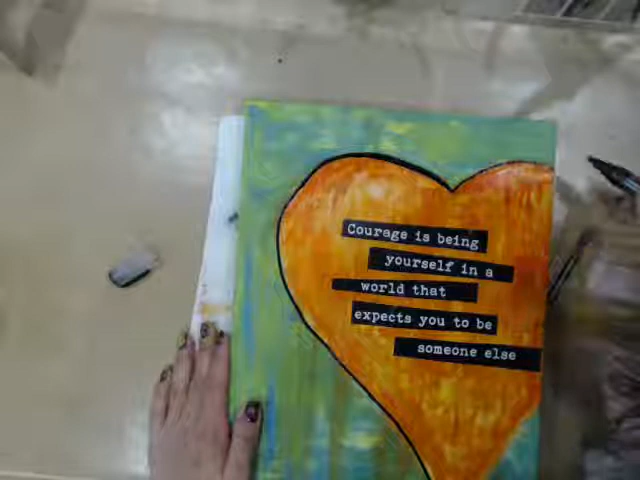 Courage is being
yourself in a
world that
expects you to be
someone else